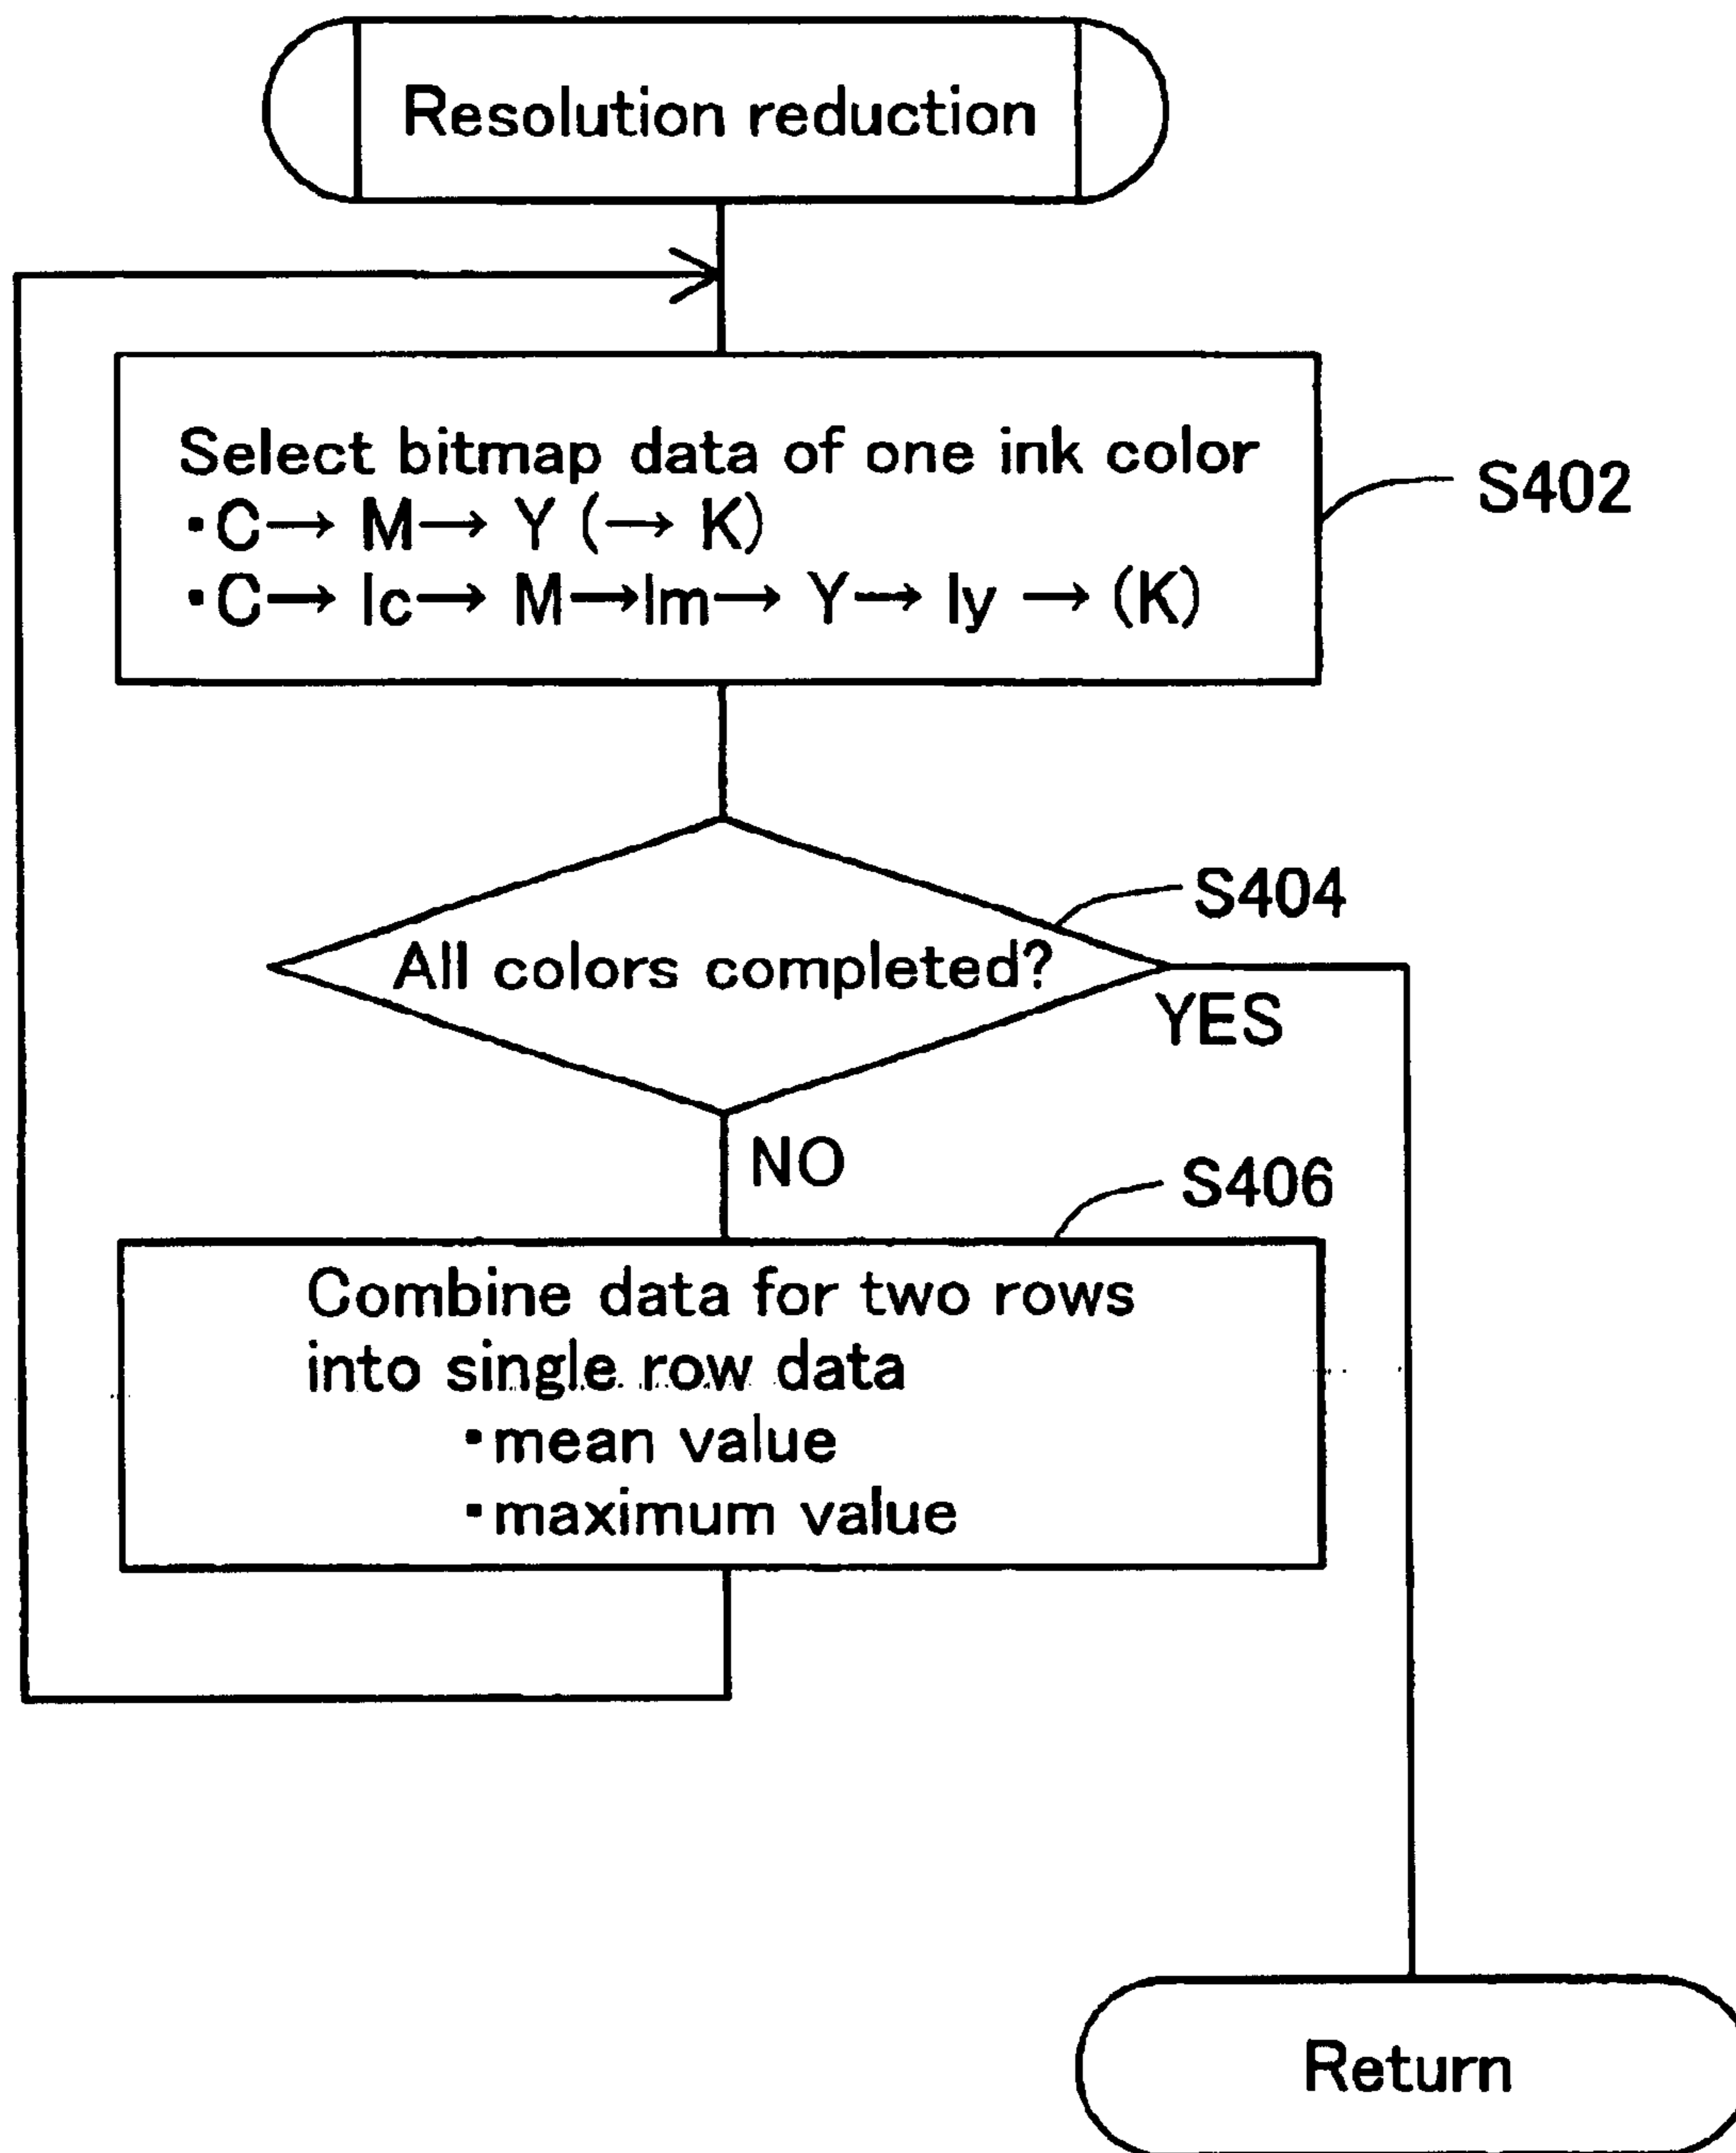 Resolution reduction
Select bitmap data of one ink color
・C→ M→ Y (→ K)
・C→ lc→ M→lm→ Y→ ly →(K)
S402
S404
All colors completed?
YES
NO
S406
Combine data for two rows
into single row data
・mean value
・maximum value
Return